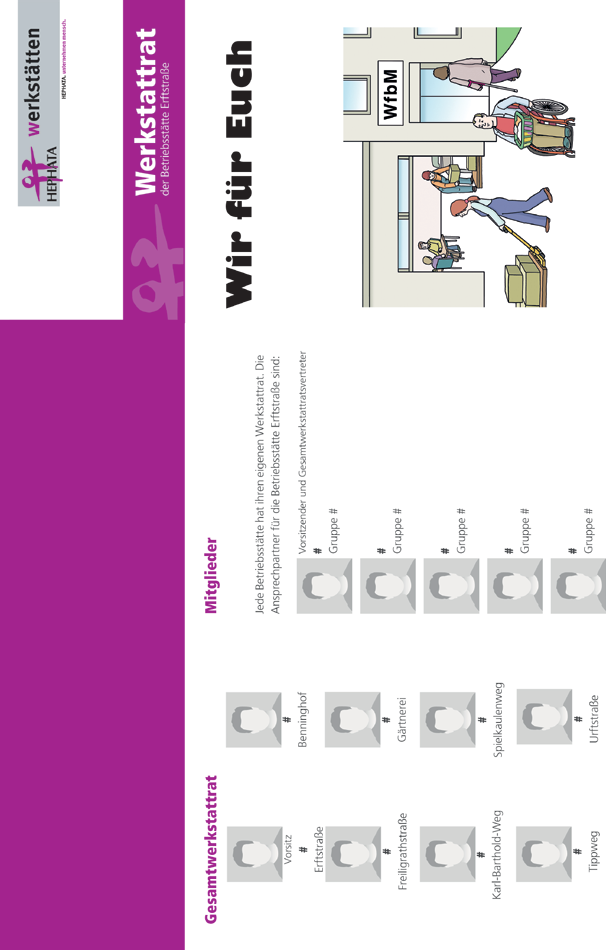 Gesamtwerkstattrat
Vorsitz
#
Erftstraße
#
Benninghof
#
Freiligrathstraße
#
Gärtnerei
#
Karl-Barthold-Weg
#
Spielkaulenweg
#
Tippweg
#
Urftstraße
Mitglieder
Jede Betriebsstätte hat ihren eigenen Werkstattrat. Die
Ansprechpartner für die Betriebsstätte Erftstraße sind:
Vorsitzender und Gesamtwerkstattratsvertreter
#
Gruppe #
#
Gruppe #
#
Gruppe #
#
Gruppe #
#
Gruppe #
werkstätten
HEPHATA
HEPHATA. unternehmen mensch.
Werkstattrat
der Betriebsstätte Erftstraße
Wir für Euch
WfbM